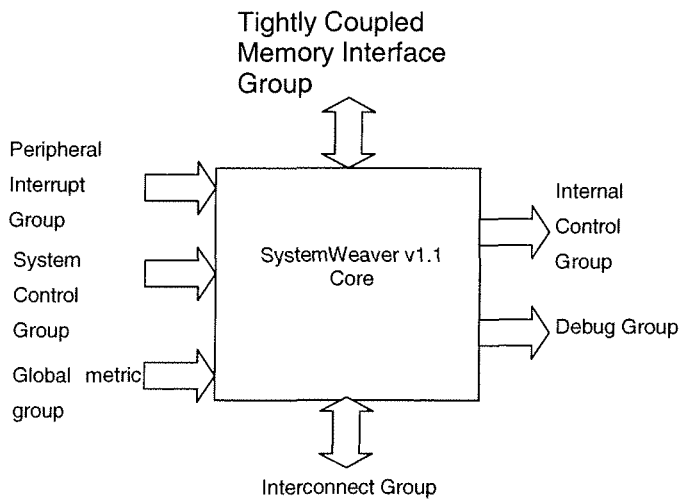 Tightly Coupled
Memory Interface
Group
Peripheral
Interrupt
Group
System
Control
Group
Global metric
group
SystemWeaver v1.1
Core
Internal
Control
Group
Debug Group
Interconnect Group